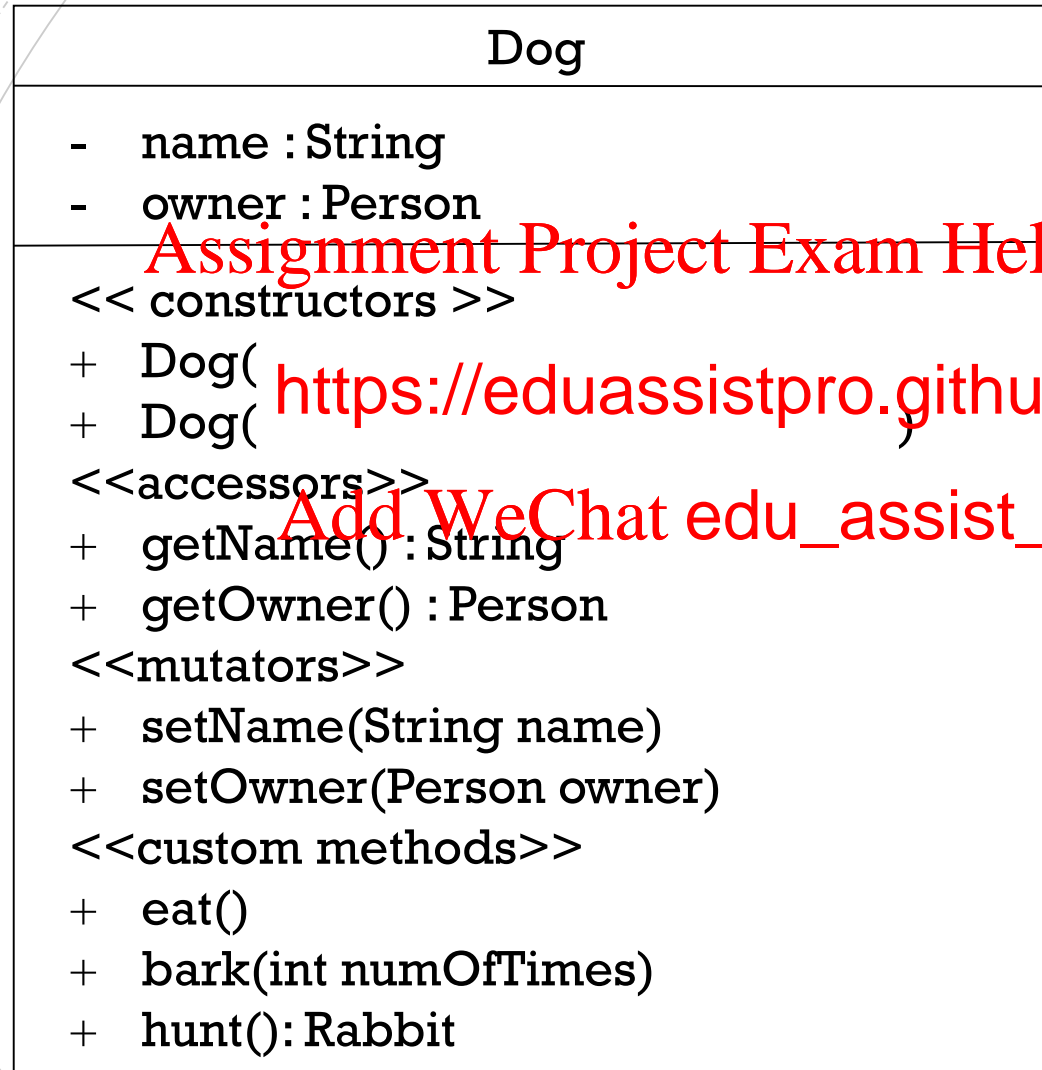 Dog
- name : String
- owner : Person
Assignment Project Exam Hel
<< constructors >>
+ Dog(
https://eduassistpro.githu
+ Dog( )
<<accessors>>
Add WeChat edu_assist_
+ getName() : String
+ getOwner() : Person
<<mutators>>
+ setName(String name)
+ setOwner(Person owner)
<<custom methods>>
+ eat()
+ bark(int numOfTimes)
+ hunt(): Rabbit